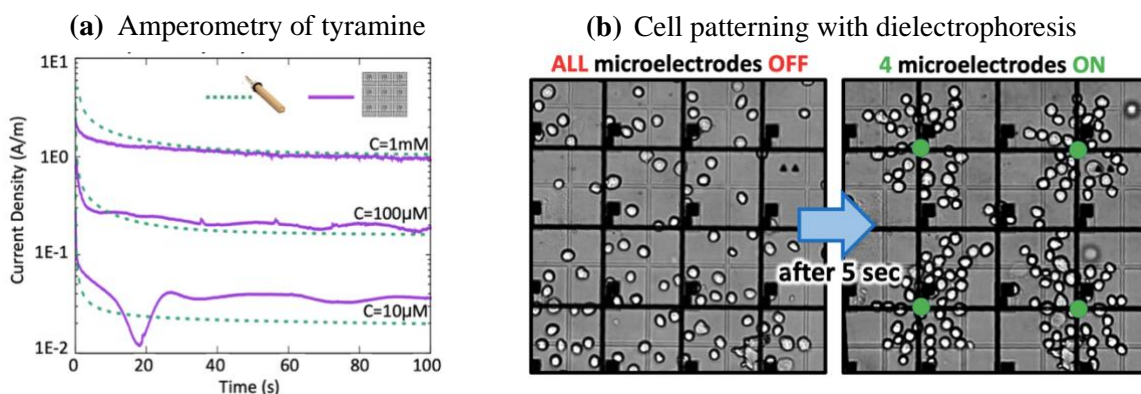 (a) Amperometry of tyramine
1E1
1E0
1E-1
1E-2
Current Density (A/m)
C=1mM
C=100µM
C=10µM
0 20 40 60 80 100
Time (s)
(b) Cell patterning with dielectrophoresis
ALL microelectrodes OFF
4 microelectrodes ON
after 5 sec